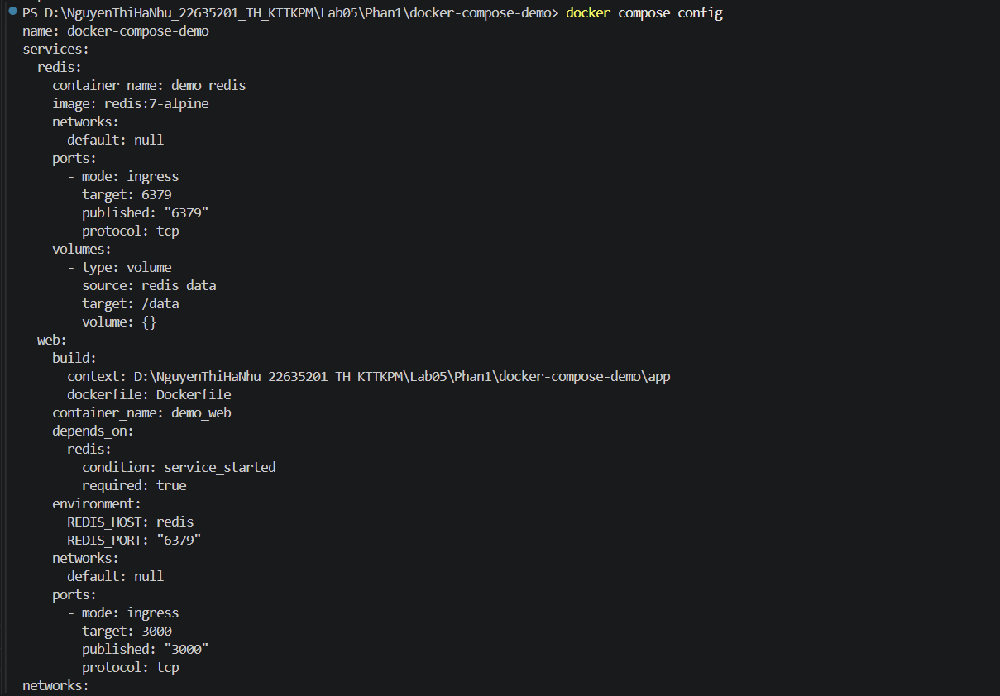 PS D:\NguyenThiHaNhu_22635201_TH_KTTKPM\Lab05\Phan1\docker-compose-demo> docker compose config
name: docker-compose-demo
services:
  redis:
    container_name: demo_redis
    image: redis:7-alpine
    networks:
      default: null
    ports:
      - mode: ingress
        target: 6379
        published: "6379"
        protocol: tcp
    volumes:
      - type: volume
        source: redis_data
        target: /data
        volume: {}
  web:
    build:
      context: D:\NguyenThiHaNhu_22635201_TH_KTTKPM\Lab05\Phan1\docker-compose-demo\app
      dockerfile: Dockerfile
    container_name: demo_web
    depends_on:
      redis:
        condition: service_started
        required: true
    environment:
      REDIS_HOST: redis
      REDIS_PORT: "6379"
    networks:
      default: null
    ports:
      - mode: ingress
        target: 3000
        published: "3000"
        protocol: tcp
networks: